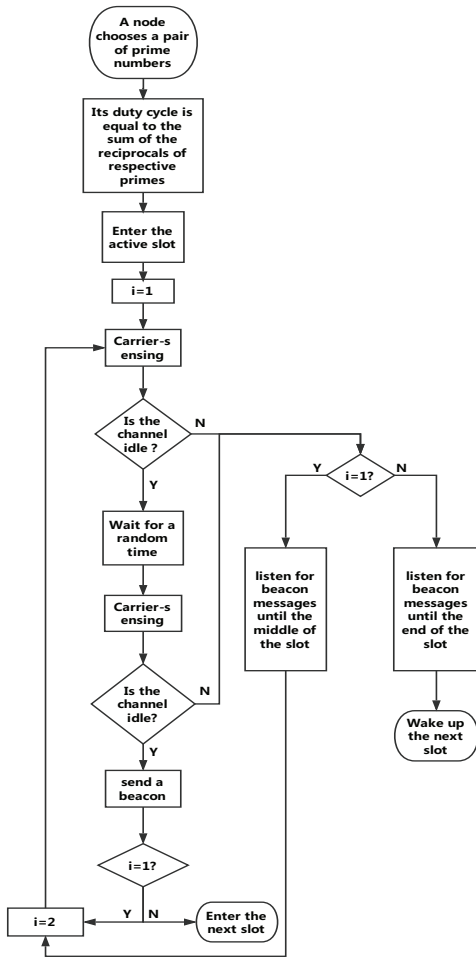 A node
chooses a pair
of prime
numbers
Its duty cycle is
equal to the
sum of the
reciprocals of
respective
primes
Enter the
active slot
i=1
Carrier-s
ensing
Is the
channel
idle ?
N
Y
i=1?
Y
N
Wait for a
random
time
listen for
beacon
messages
until the
middle of
the slot
listen for
beacon
messages
until the
end of the
slot
Carrier-s
ensing
Is the
channel
idle?
N
Y
Wake up
the next
slot
send a
beacon
i=1?
Y
N
i=2
Enter the
next slot